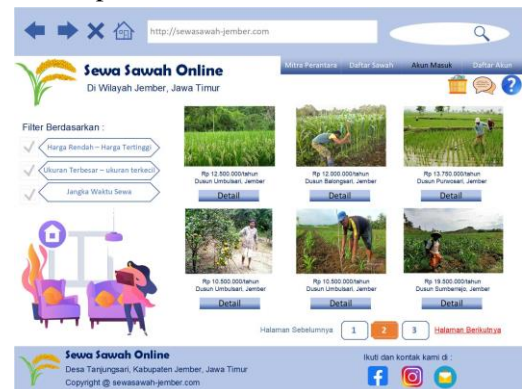 http://sewasawah-jember.com
Sewa Sawah Online
Di Wilayah Jember, Jawa Timur
Mitra Perantara Daftar Sawah Akun Masuk Daftar Akun
Filter Berdasarkan :
Harga Rendah – Harga Tertinggi
Ukuran Terbesar – ukuran terkecil
Jangka Waktu Sewa
Rp 12.500.000/tahun
Dusun Umbulsari, Jember
Detail
Rp 12.000.000/tahun
Dusun Balongsari, Jember
Detail
Rp 13.750.000/tahun
Dusun Purwosari, Jember
Detail
Rp 10.500.000/tahun
Dusun Umbulsari, Jember
Detail
Rp 10.500.000/tahun
Dusun Umbulsari, Jember
Detail
Rp 19.500.000/tahun
Dusun Sumberrejo, Jember
Detail
Halaman Sebelumnya 1 2 3 Halaman Berikutnya
Sewa Sawah Online
Desa Tanjungsari, Kabupaten Jember, Jawa Timur
Copyright @ sewasawah-jember.com
Ikuti dan kontak kami di :